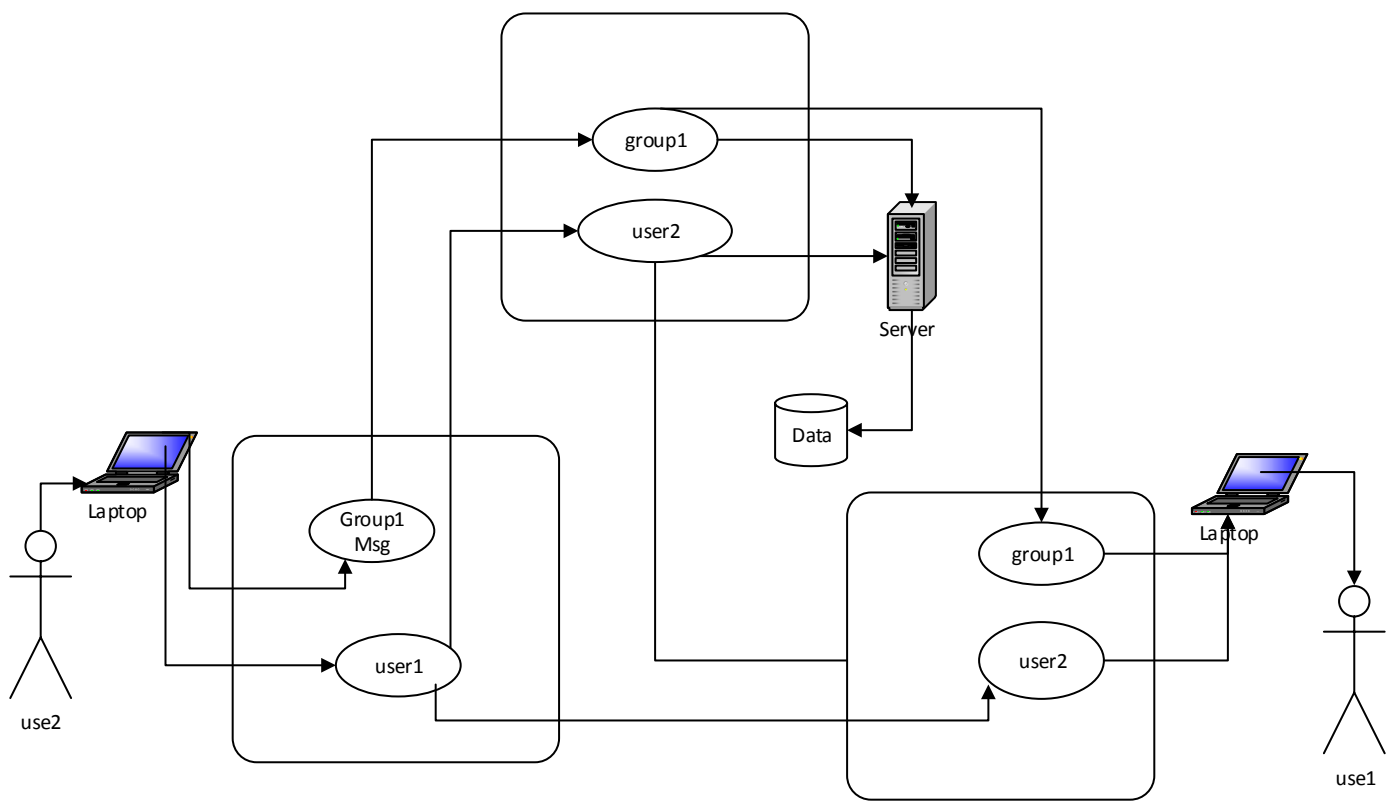 group1
user2
Server
Data
Laptop
Group1
Msg
Laptop
group1
user1
user2
use2
use1